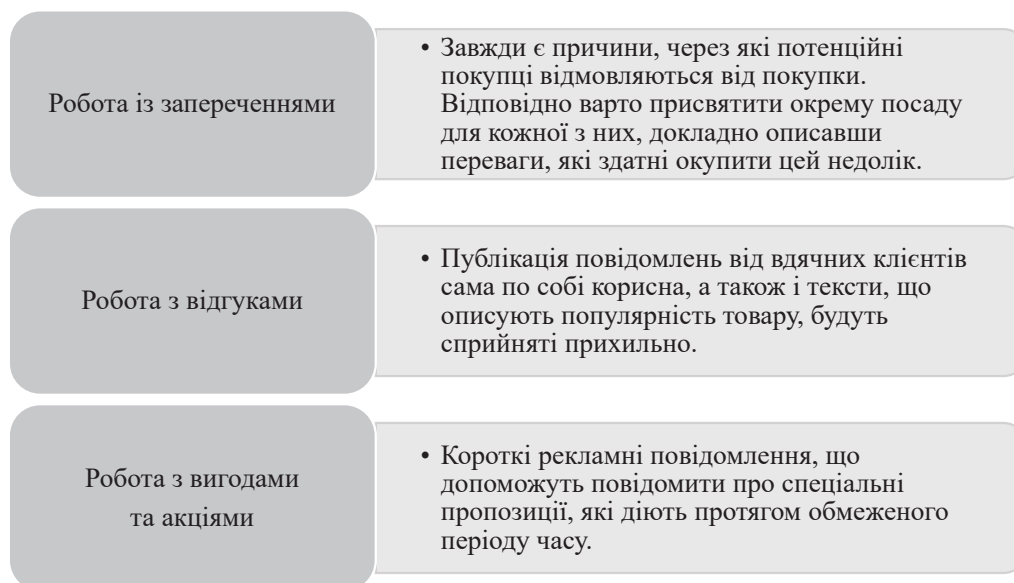 Робота із запереченнями
• Завжди є причини, через які потенційні
покупці відмовляються від покупки.
Відповідно варто присвятити окрему посаду
для кожної з них, докладно описавши
переваги, які здатні окупити цей недолік.
Робота з відгуками
• Публікація повідомлень від вдячних клієнтів
сама по собі корисна, а також і тексти, що
описують популярність товару, будуть
сприйняті прихильно.
Робота з вигодами
та акціями
• Короткі рекламні повідомлення, що
допоможуть повідомити про спеціальні
пропозиції, які діють протягом обмеженого
періоду часу.